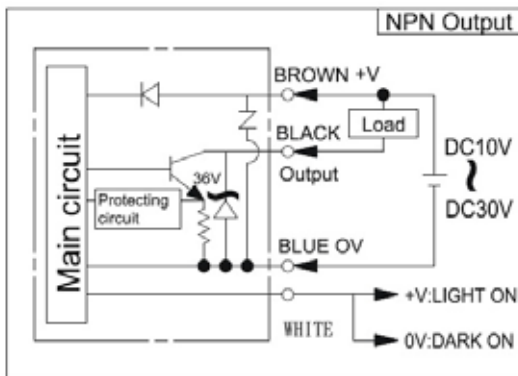 NPN Output
BROWN +V
BLACK
Load
Output
DC10V
DC30V
Main circuit
36V
Protecting
circuit
BLUE OV
+V:LIGHT ON
WHITE
0V:DARK ON